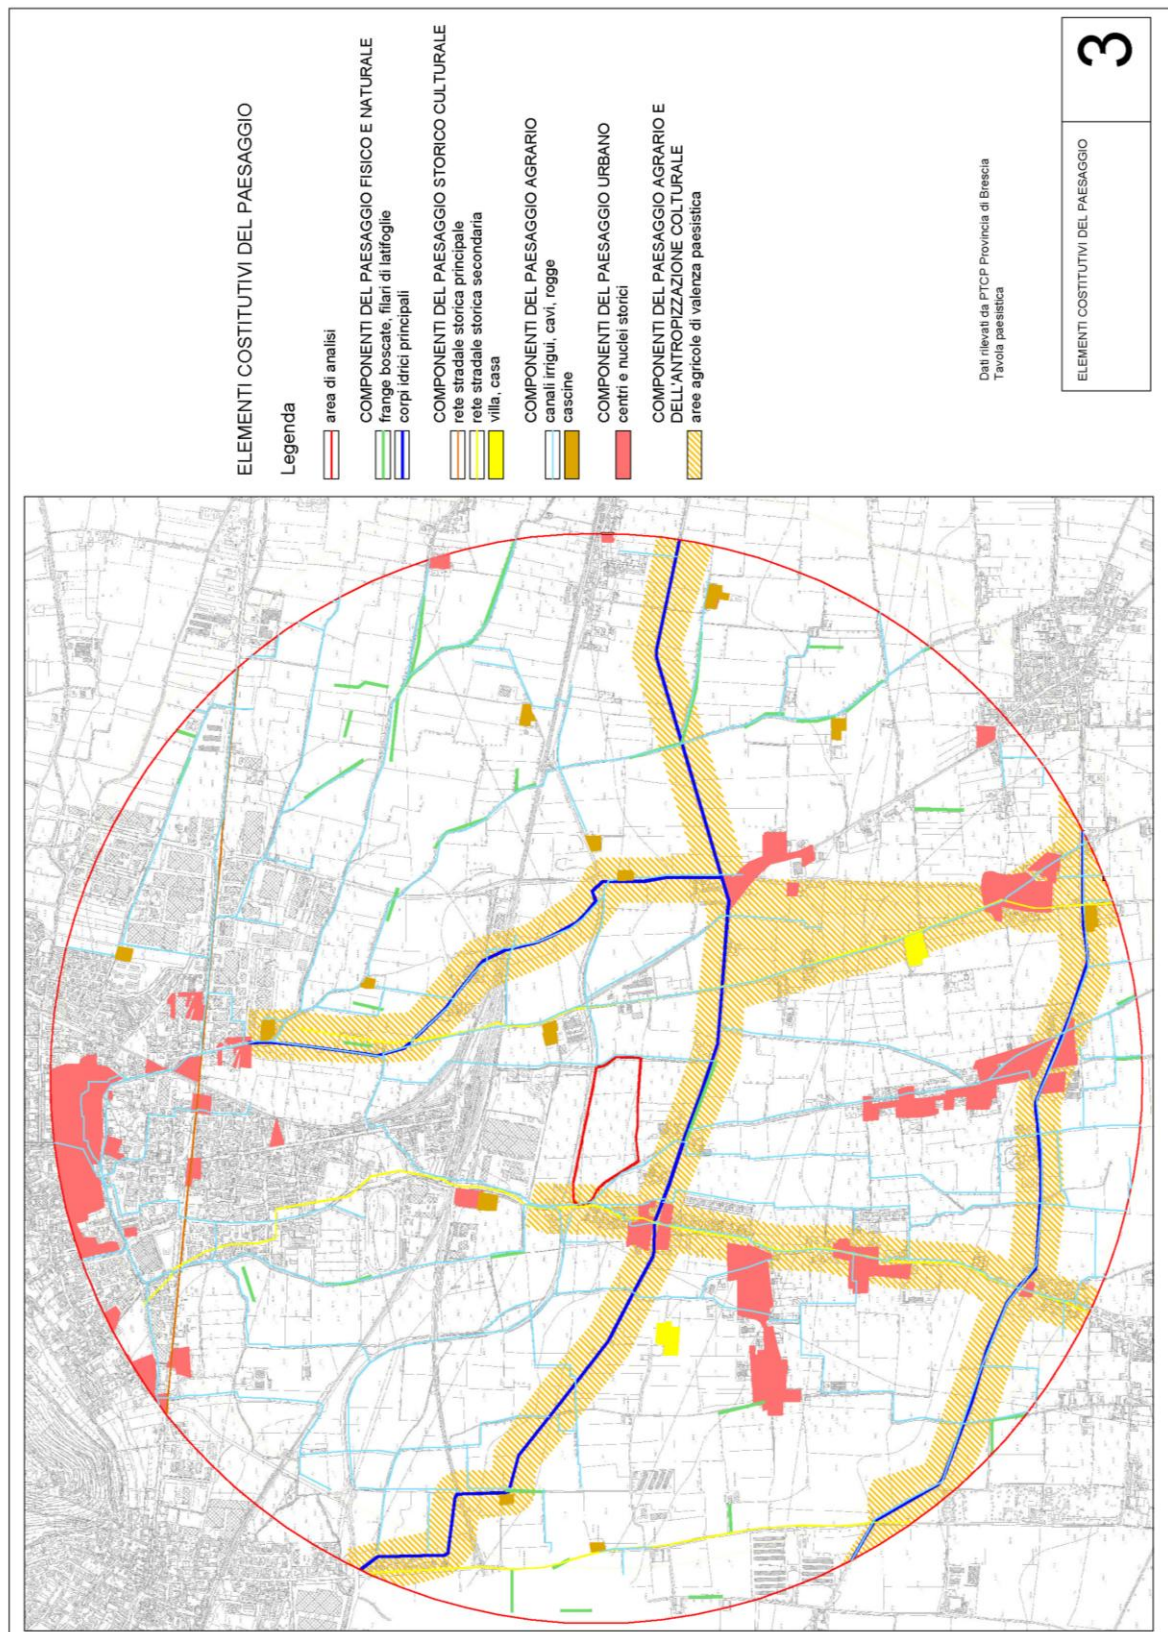 ELEMENTI COSTITUTIVI DEL PAESAGGIO
Legenda
area di analisi
COMPONENTI DEL PAESAGGIO FISICO E NATURALE
frange boscate, filari di latifoglie
corpi idrici principali
COMPONENTI DEL PAESAGGIO STORICO CULTURALE
rete stradale storica principale
rete stradale storica secondaria
villa, casa
COMPONENTI DEL PAESAGGIO AGRARIO
canali irrigui, cavi, rogge
cascine
COMPONENTI DEL PAESAGGIO URBANO
centri e nuclei storici
COMPONENTI DEL PAESAGGIO AGRARIO E
DELL'ANTROPIZZAZIONE COLTURALE
aree agricole di valenza paesistica
Dati rilevati da PTCP Provincia di Brescia
Tavola paesistica
ELEMENTI COSTITUTIVI DEL PAESAGGIO
3